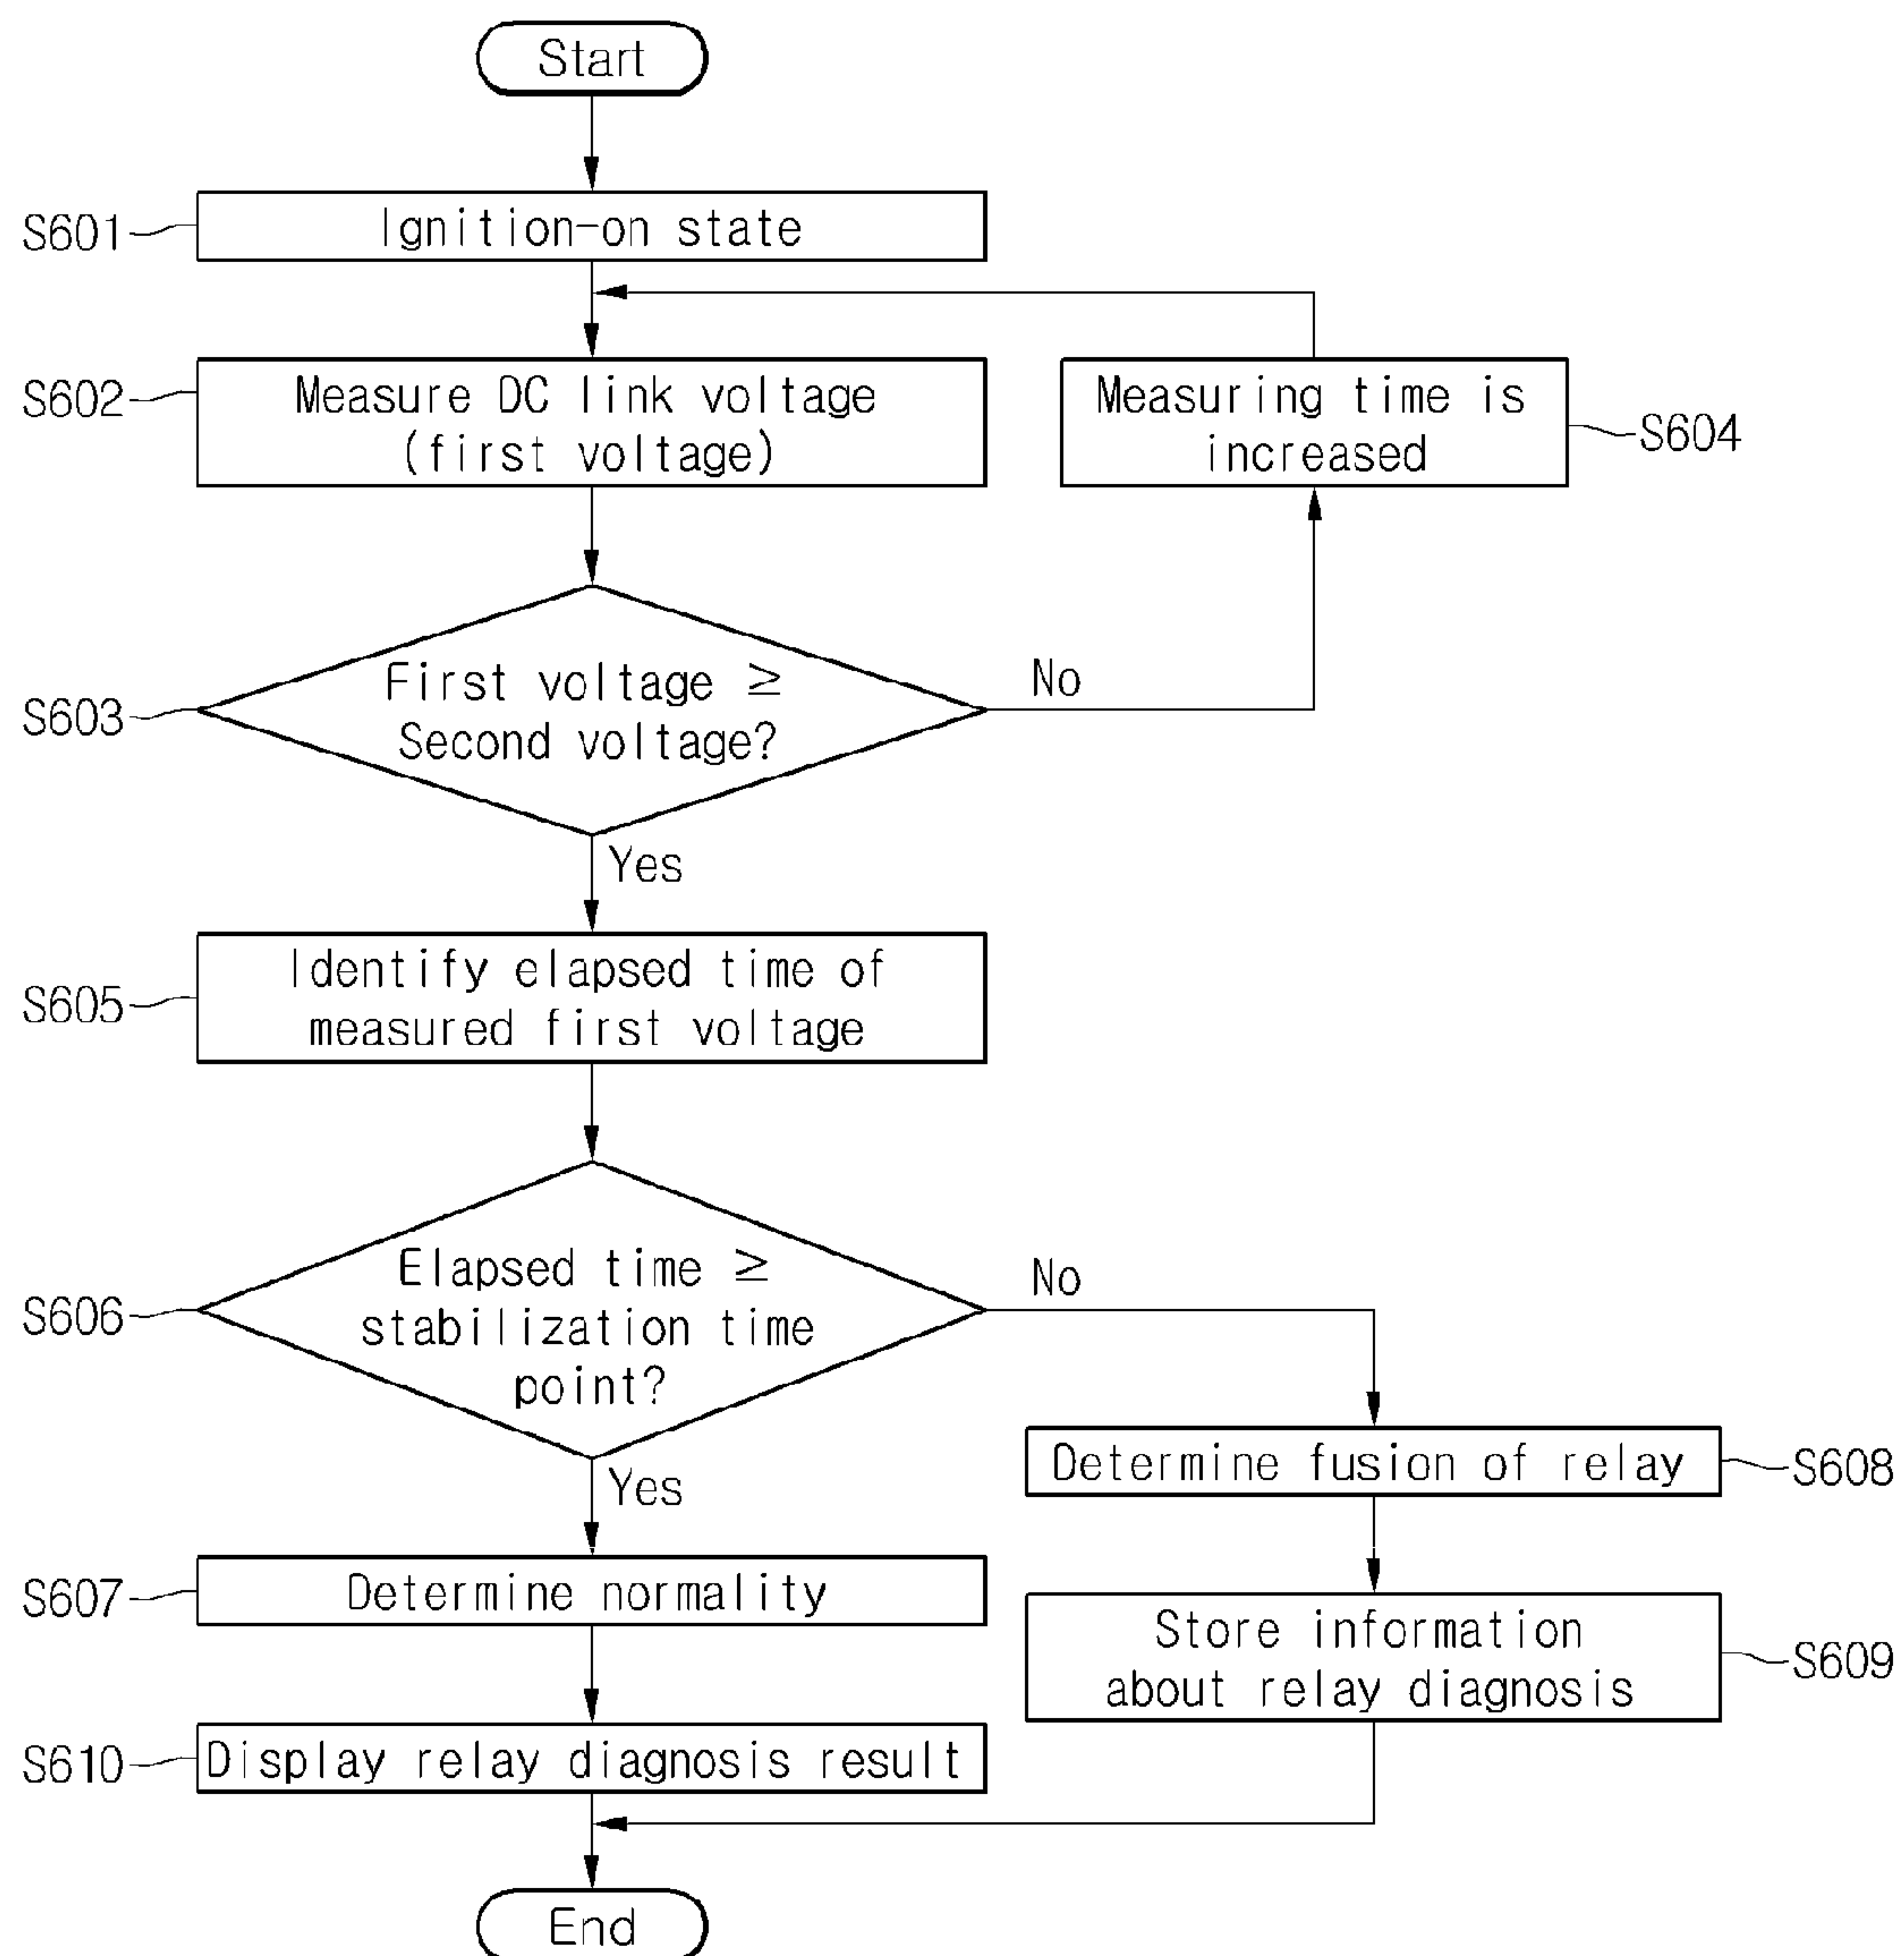 Start
S601
Ignition-on state
S602
Measure DC link voltage
(first voltage)
Measuring time is
increased
S604
S603
First voltage ≥
Second voltage?
No
Yes
S605
Identify elapsed time of
measured first voltage
S606
Elapsed time ≥
stabilization time
point?
No
Yes
Determine fusion of relay
S608
S607
Determine normality
Store information
about relay diagnosis
S609
S610
Display relay diagnosis result
End